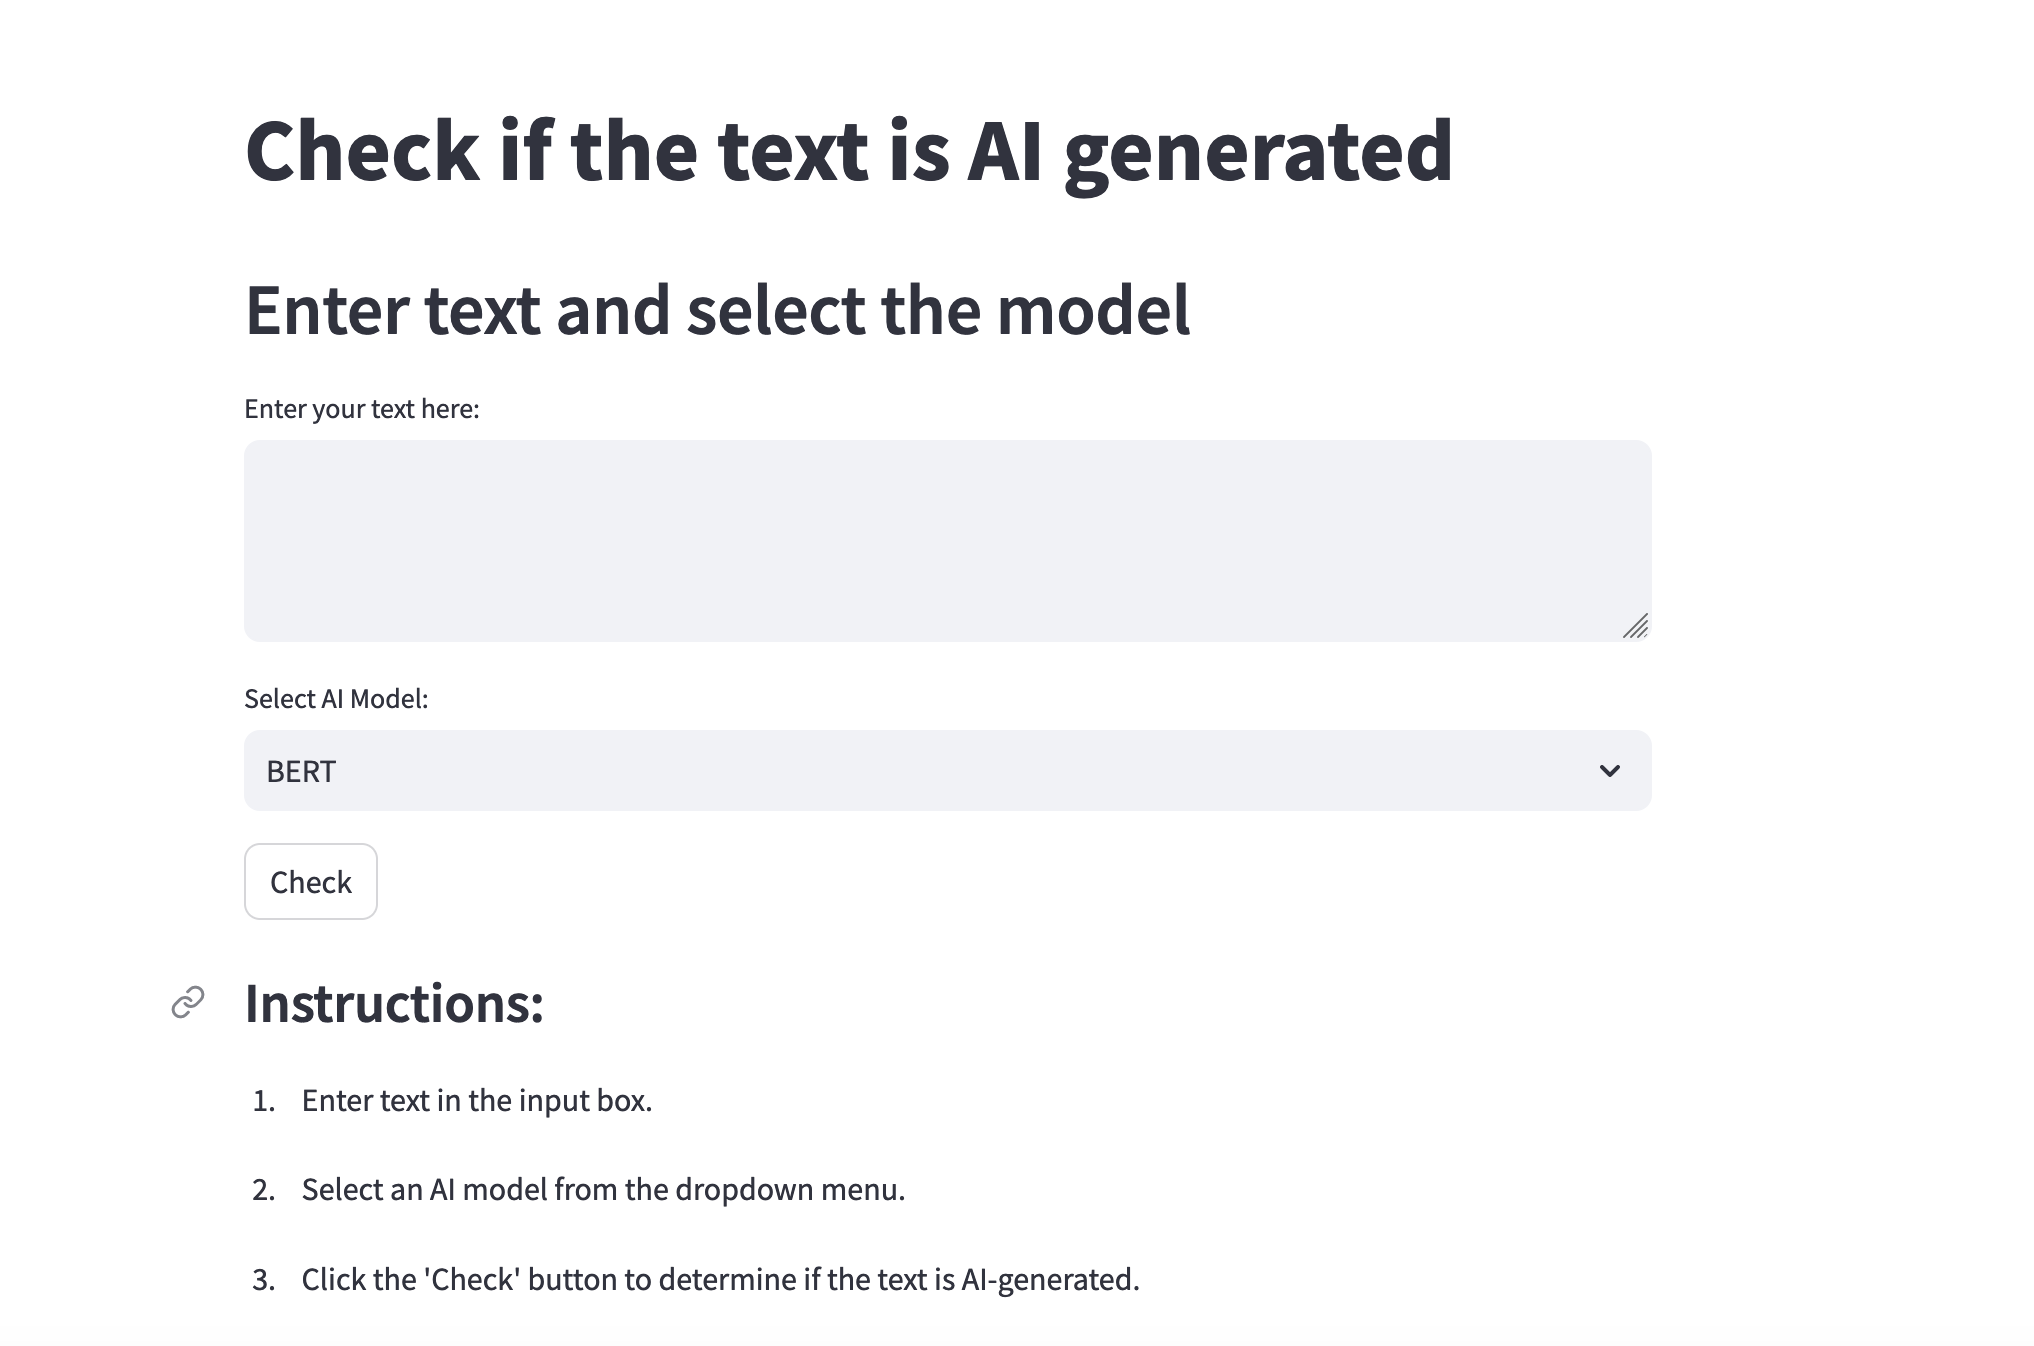 Check if the text is AI generated
Enter text and select the model
Enter your text here:
Select AI Model:
BERT
Check
Instructions:
1. Enter text in the input box.
2. Select an AI model from the dropdown menu.
3. Click the 'Check' button to determine if the text is AI-generated.